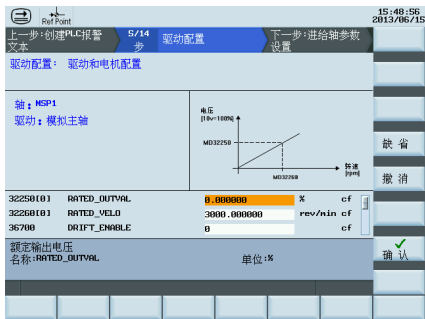 Ref Point
15:48:56
2013/06/15
上一步:创建PLC报警文本
5/14步
驱动配置
下一步:进给轴参数设置
驱动配置: 驱动和电机配置
轴:MSP1
驱动:模拟主轴
电压
[10v=100%]
MD32250
MD32260
转速
[rpm]
缺省
撤消
32250[0] RATED_OUTVAL 0.000000 % cf
32260[0] RATED_VELO 3000.000000 rev/min cf
36700 DRIFT_ENABLE 0 cf
额定输出电压
名称:RATED_OUTVAL 单位:%
确认